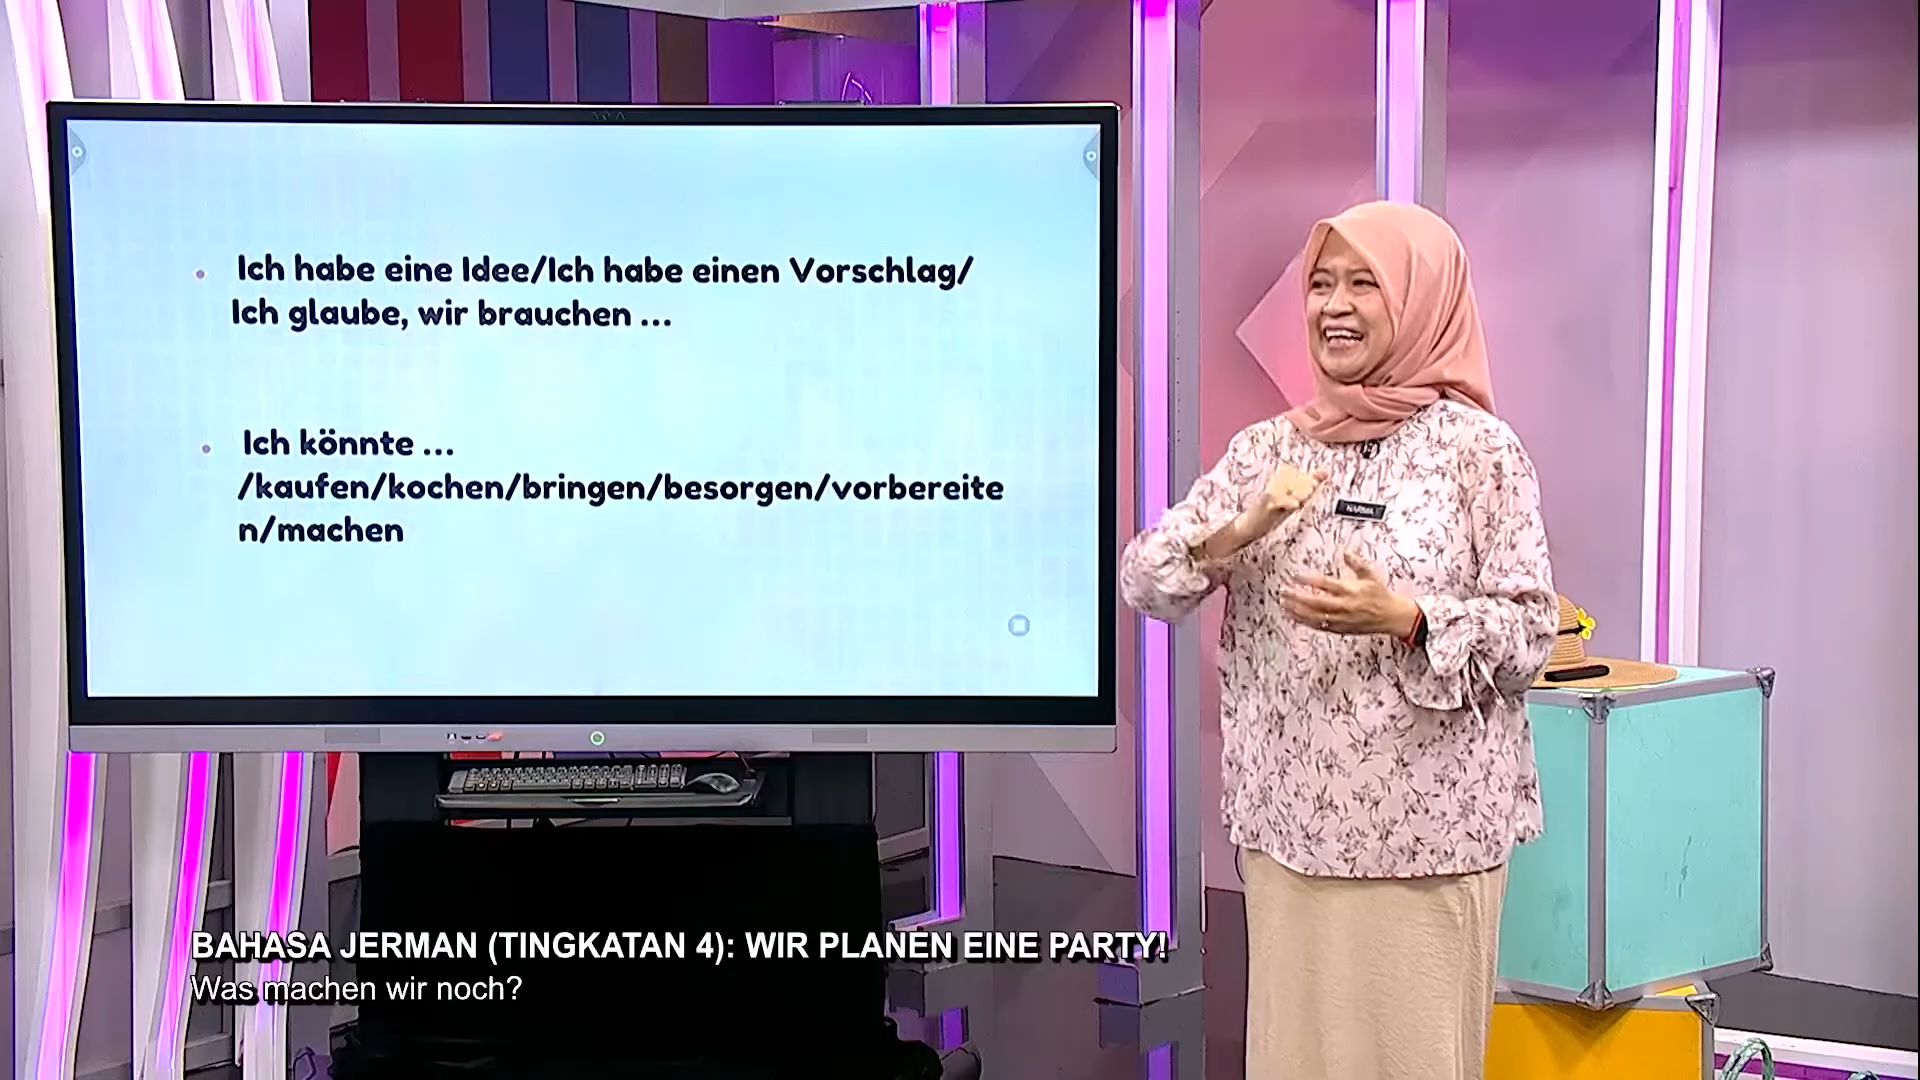 Ich habe eine Idee/Ich habe einen Vorschlag/
Ich glaube, wir brauchen ...
Ich könnte ...
/kaufen/kochen/bringen/besorgen/vorbereite
n/machen
NARMA
BAHASA JERMAN (TINGKATAN 4): WIR PLANEN EINE PARTY!
Was machen wir noch?